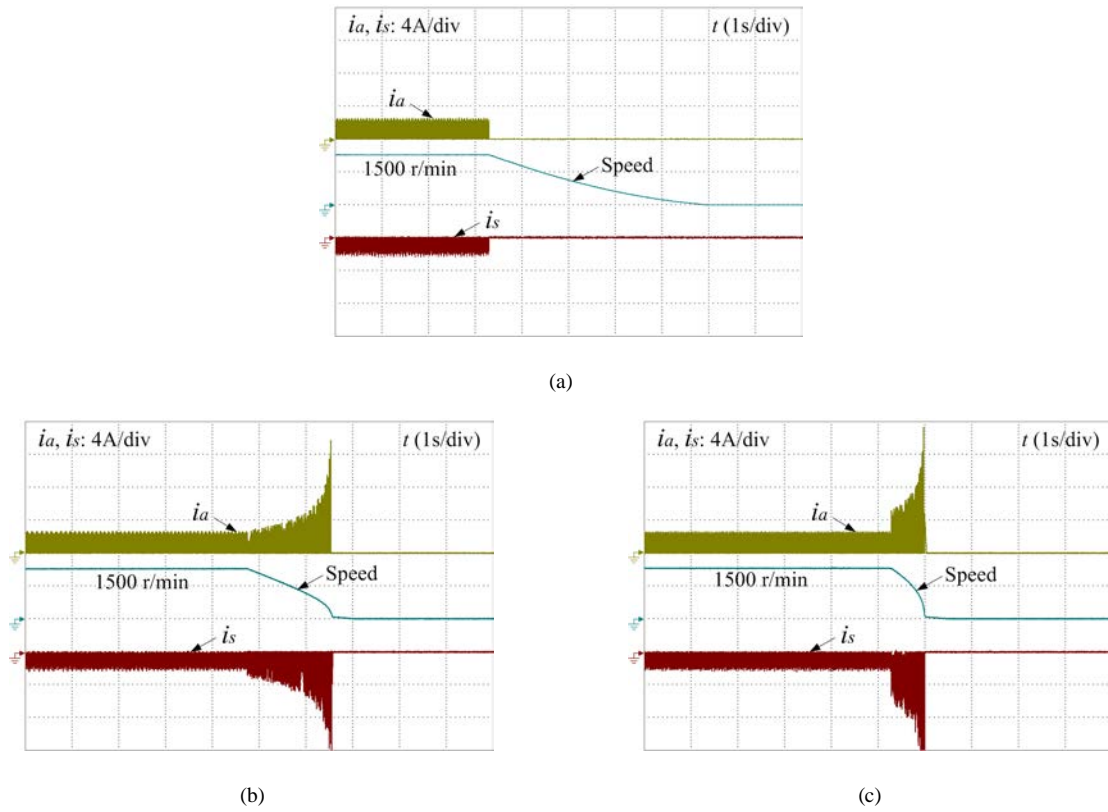 ia, is: 4A/div t (1s/div)
ia
1500 r/min Speed
is
(a)
ia, is: 4A/div t (1s/div)
ia
1500 r/min Speed
is
(b)
ia, is: 4A/div t (1s/div)
ia
1500 r/min Speed
is
(c)